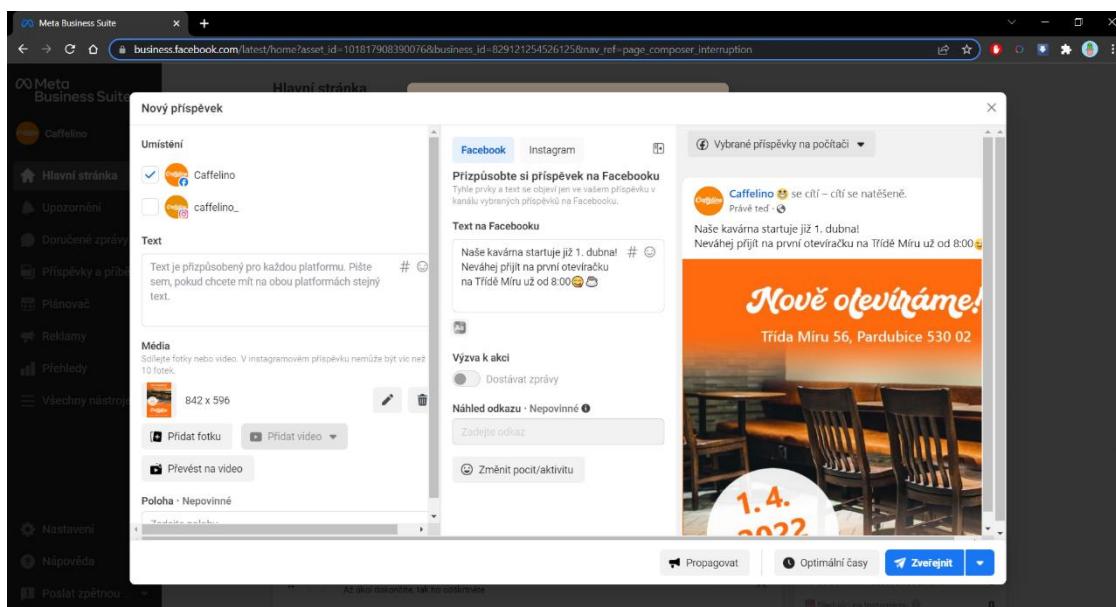 Meta Business Suite
business.facebook.com/latest/home?asset_id=101817908390076&business_id=829121254526125&nav_ref=page_composer_interruption
Meta
Business Suite
Hlavní stránka
Caffelino
Hlavní stránka
Upozornění
Doručené zprávy
Příspěvky a příbě
Plánovač
Reklamy
Přehledy
Všechny nástroje
Nastavení
Nápověda
Poslat zpětnou
Nový příspěvek
Umístění
Caffelino
caffelino_
Text
Text je přizpůsobený pro každou platformu. Pište
sem, pokud chcete mít na obou platformách stejný
text.
Média
Sdílejte fotky nebo video. V instagramovém příspěvku nemůže být víc než
10 fotek.
842 x 596
Přidat fotku
Přidat video
Převést na video
Poloha · Nepovinné
Zadejte polohu
Facebook
Instagram
Přizpůsobte si příspěvek na Facebooku
Tyhle prvky a text se objeví jen ve vašem příspěvku v
kanálu vybraných příspěvků na Facebooku.
Text na Facebooku
Naše kavárna startuje již 1. dubna!
Neváhej přijít na první otevíračku
na Třídě Míru už od 8:00
Výzva k akci
Dostávat zprávy
Náhled odkazu · Nepovinné
Zadejte odkaz
Změnit pocit/aktivitu
Vybrané příspěvky na počítači
Caffelino 😆 se cítí – cítí se natěšeně.
Právě teď
Naše kavárna startuje již 1. dubna!
Neváhej přijít na první otevíračku na Třídě Míru už od 8:00
Nově otevíráme!
Třída Míru 56, Pardubice 530 02
1. 4.
2022
Propagovat
Optimální časy
Zveřejnit